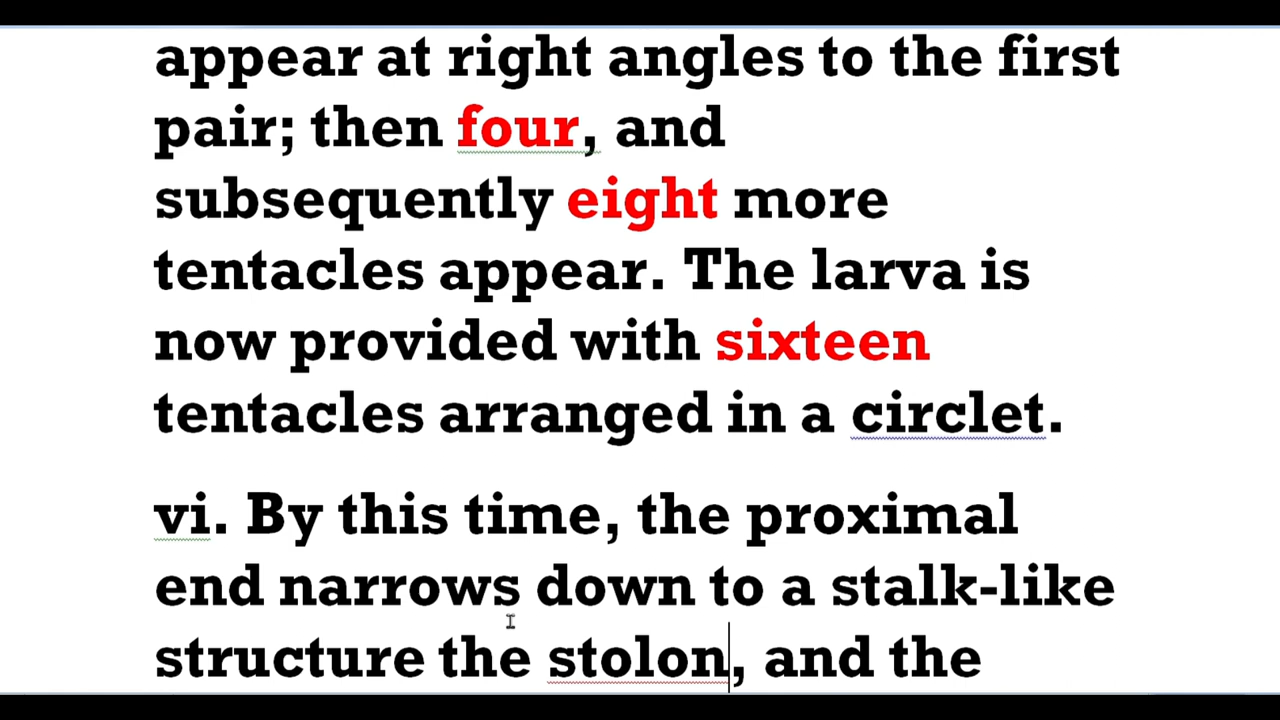 appear at right angles to the first
pair; then four, and
subsequently eight more
tentacles appear. The larva is
now provided with sixteen
tentacles arranged in a circlet.
vi. By this time, the proximal
end narrows down to a stalk-like
structure the stolon, and the